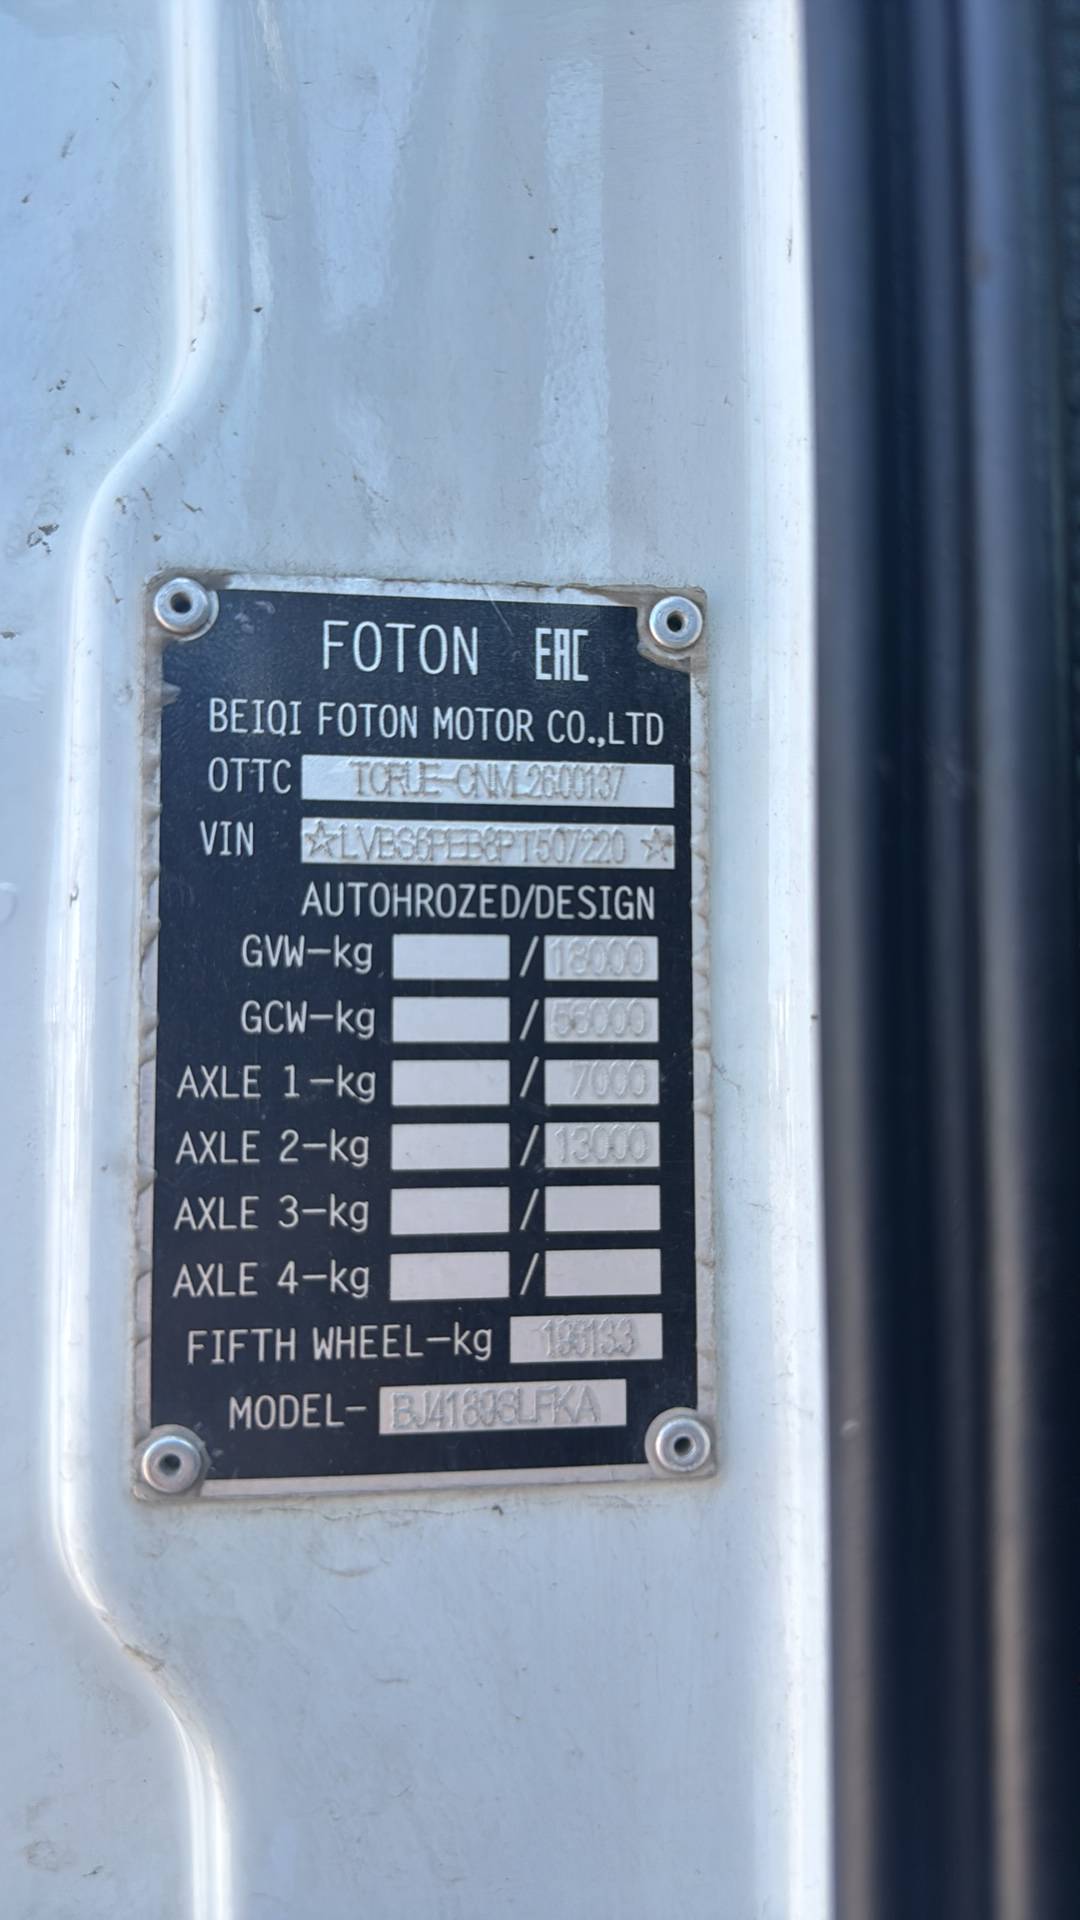 FOTON EAC
BEIQI FOTON MOTOR CO.,LTD
OTTC TCRUE-CNML2600137
VIN ☆LVBS6PEB8PT507220☆
AUTOHROZED/DESIGN
GVW-kg / 18000
GCW-kg / 56000
AXLE 1-kg / 7000
AXLE 2-kg / 13000
AXLE 3-kg /
AXLE 4-kg /
FIFTH WHEEL-kg
MODEL-